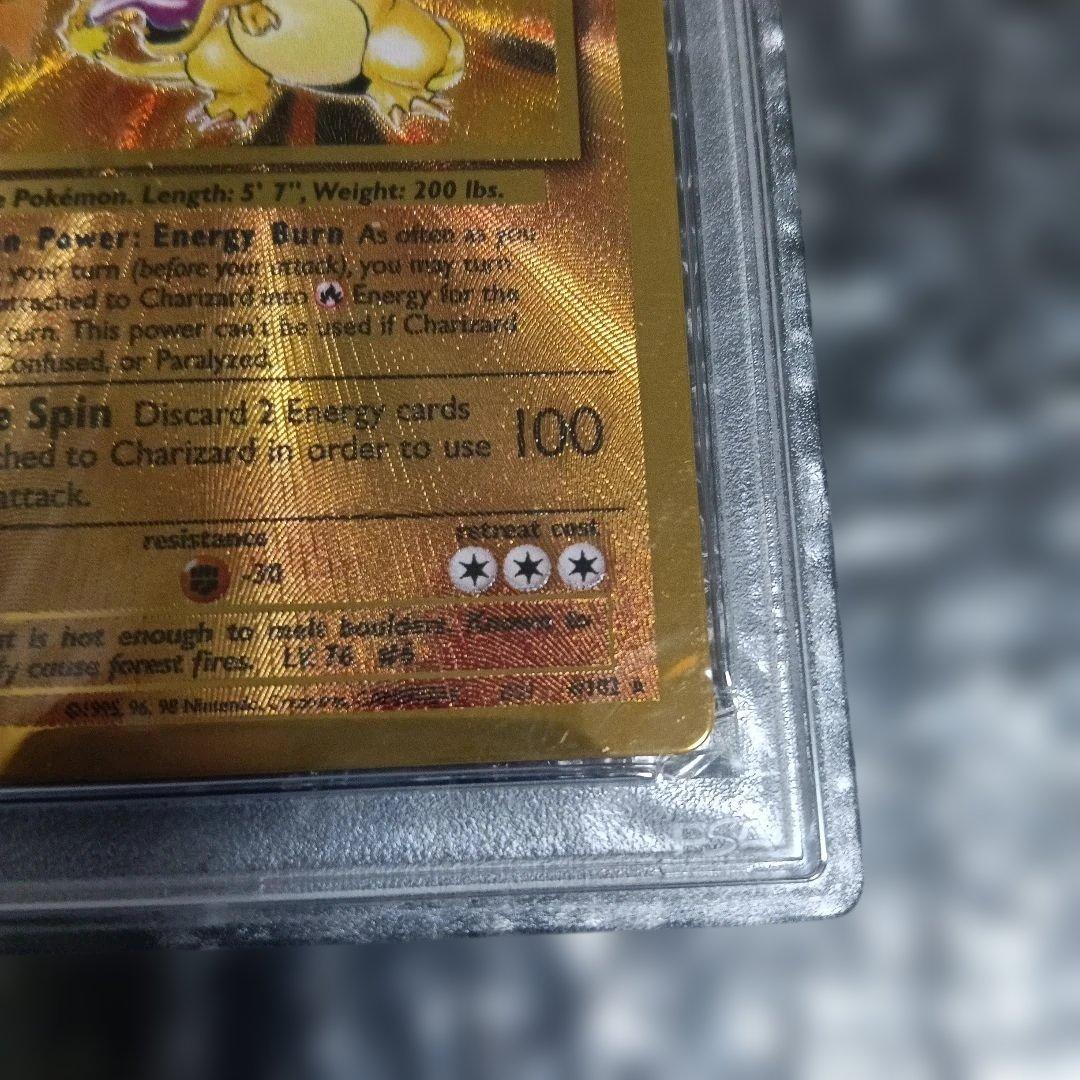 Pokémon. Length: 5' 7", Weight: 200 lbs.
Power: Energy Burn As often as you
your turn (before your attack), you may turn
attached to Charizard into Energy for the
turn. This power can't be used if Charizard
Confused, or Paralyzed.
Spin Discard 2 Energy cards
to Charizard in order to use
attack.
100
resistance
retreat cost
-30
is hot enough to melt boulders. Known to
cause forest fires. LV. 76 #6
96, 98 Nintendo,
PSA